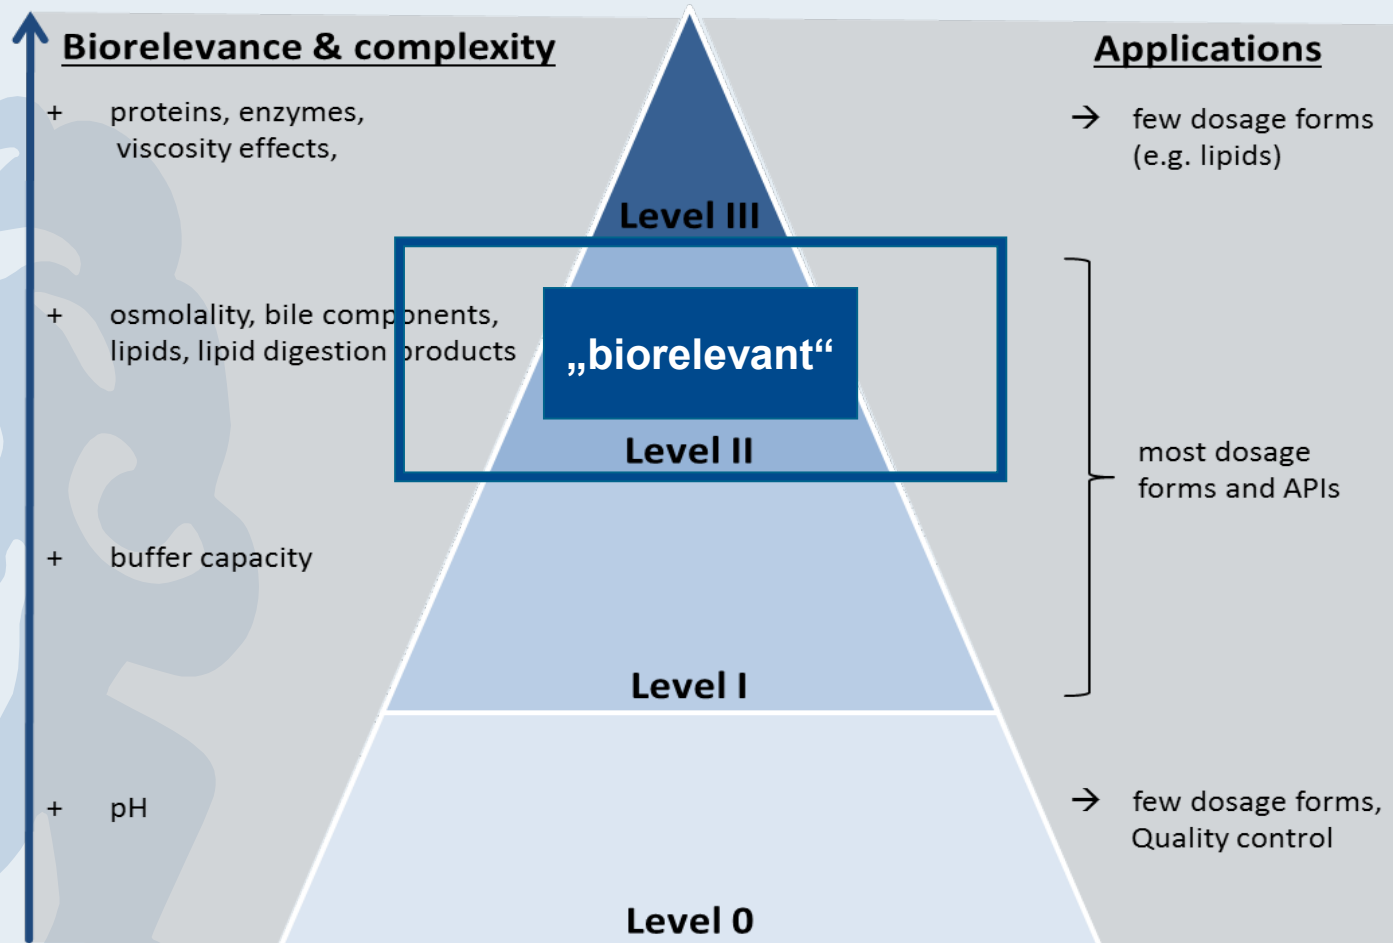 Biorelevance & complexity
Applications
+ proteins, enzymes,
viscosity effects,
→ few dosage forms
(e.g. lipids)
Level III
+ osmolality, bile components,
lipids, lipid digestion products
„biorelevant“
Level II
most dosage
forms and APIs
+ buffer capacity
Level I
+ pH
→ few dosage forms,
Quality control
Level 0